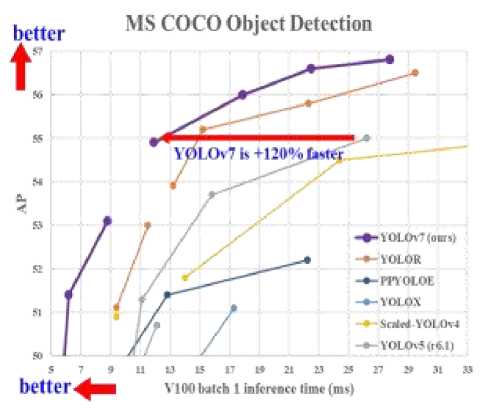 MS COCO Object Detection
better
57
56
55
54
53
52
51
50
AP
YOLOv7 is +120% faster
YOLOv7 (ours)
YOLOR
PPYOLOE
YOLOX
Scaled-YOLOv4
YOLOv5 (r6.1)
5 7 9 11 13 15 17 19 21 23 25 27 29 31 33
better
V100 batch 1 inference time (ms)